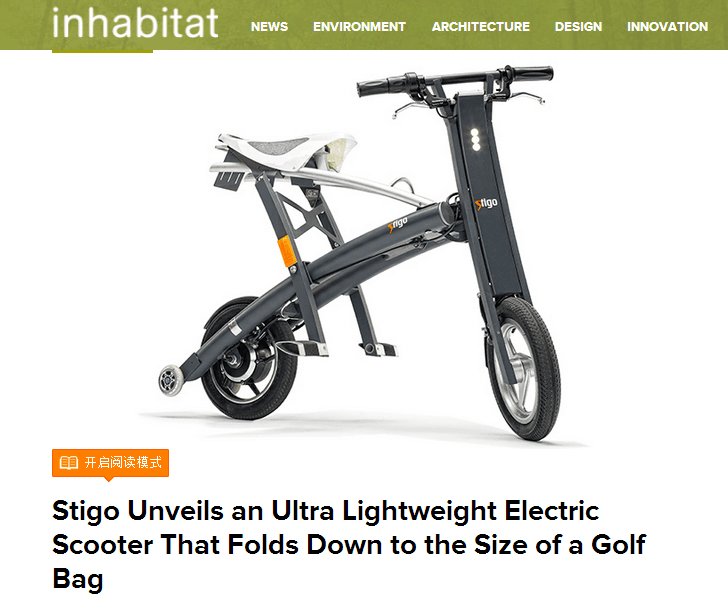 inhabitat
NEWS ENVIRONMENT ARCHITECTURE DESIGN INNOVATION
Stigo
Stigo
开启阅读模式
Stigo Unveils an Ultra Lightweight Electric
Scooter That Folds Down to the Size of a Golf
Bag